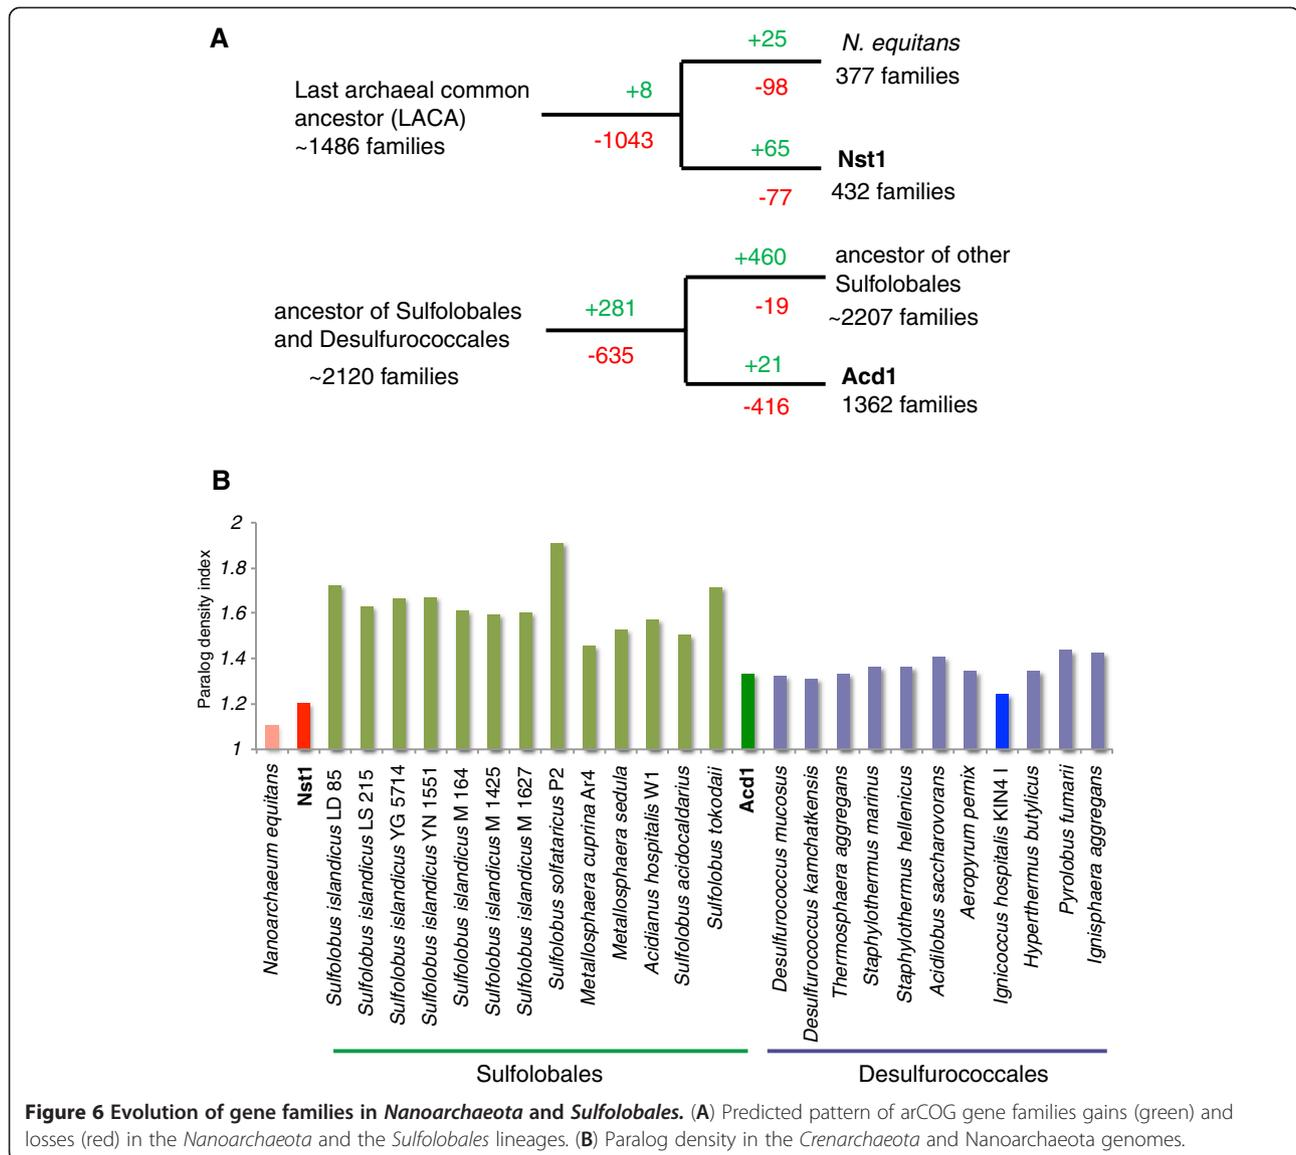 A
Last archaeal common
ancestor (LACA)
~1486 families
+8
-1043
+25
-98
N. equitans
377 families
+65
-77
Nst1
432 families
ancestor of Sulfolobales
and Desulfurococcales
~2120 families
+281
-635
+460
-19
ancestor of other
Sulfolobales
~2207 families
+21
-416
Acd1
1362 families
B
Paralog density index
2
1.8
1.6
1.4
1.2
1
Nanoarchaeum equitans
Nst1
Sulfolobus islandicus LD 85
Sulfolobus islandicus LS 215
Sulfolobus islandicus YG 5714
Sulfolobus islandicus YN 1551
Sulfolobus islandicus M 164
Sulfolobus islandicus M 1425
Sulfolobus islandicus M 1627
Sulfolobus solfataricus P2
Metallosphaera cuprina Ar4
Metallosphaera sedula
Acidianus hospitalis W1
Sulfolobus acidocaldarius
Sulfolobus tokodaii
Acd1
Desulfurococcus mucosus
Desulfurococcus kamchatkensis
Thermosphaera aggregans
Staphylothermus marinus
Staphylothermus hellenicus
Acidilobus saccharovorans
Aeropyrum pernix
Ignicoccus hospitalis KIN4 I
Hyperthermus butylicus
Pyrolobus fumarii
Ignisphaera aggregans
Sulfolobales
Desulfurococcales
Figure 6 Evolution of gene families in Nanoarchaeota and Sulfolobales. (A) Predicted pattern of arCOG gene families gains (green) and
losses (red) in the Nanoarchaeota and the Sulfolobales lineages. (B) Paralog density in the Crenarchaeota and Nanoarchaeota genomes.